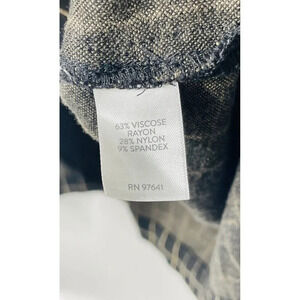 63% VISCOSE
RAYON
28% NYLON
9% SPANDEX
RN 97641